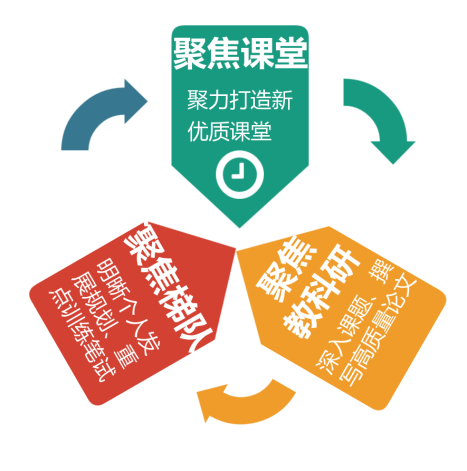 聚焦课堂
聚力打造新
优质课堂
聚焦
教科研
深入课题、撰
写高质量论文
聚焦梯队
明晰个人发
展规划、重
点训练笔试